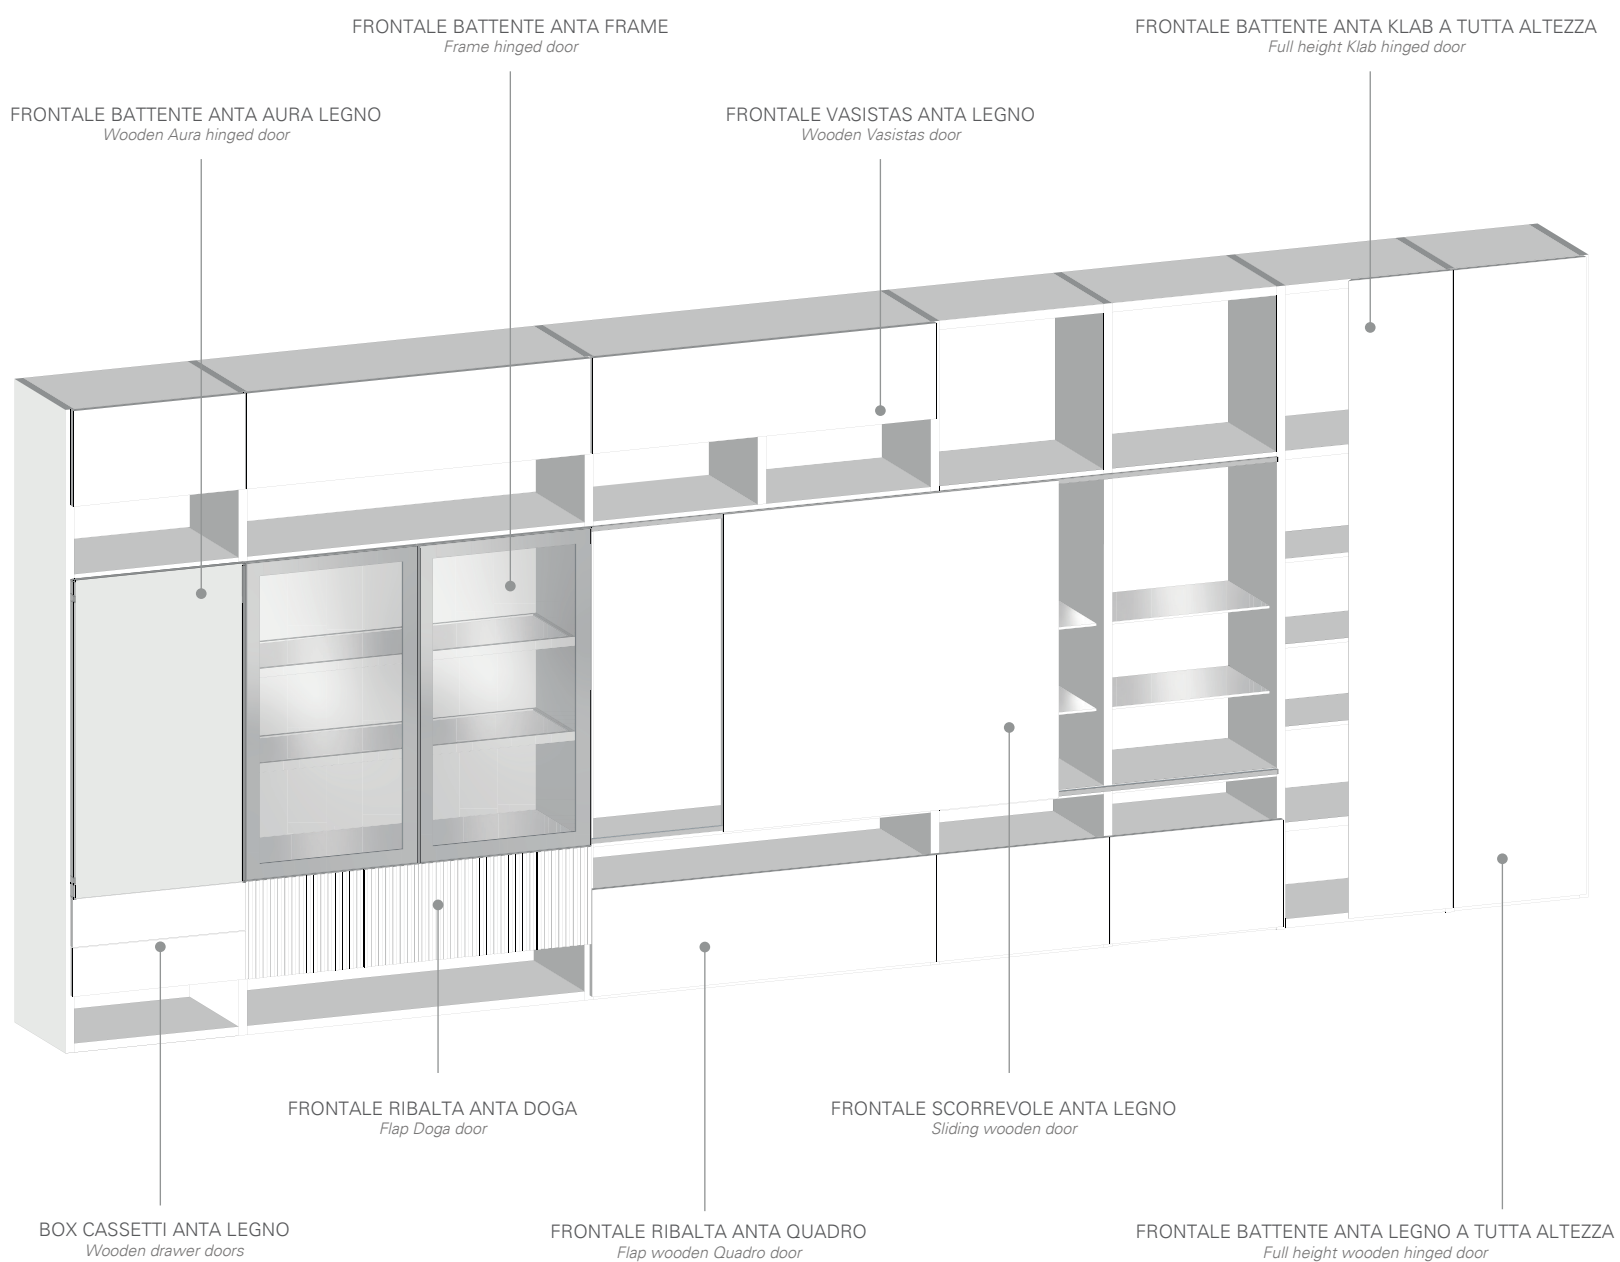 FRONTALE BATTENTE ANTA FRAME
Frame hinged door
FRONTALE BATTENTE ANTA KLAB A TUTTA ALTEZZA
Full height Klab hinged door
FRONTALE BATTENTE ANTA AURA LEGNO
Wooden Aura hinged door
FRONTALE VASISTAS ANTA LEGNO
Wooden Vasistas door
FRONTALE RIBALTA ANTA DOGA
Flap Doga door
FRONTALE SCORREVOLE ANTA LEGNO
Sliding wooden door
BOX CASSETTI ANTA LEGNO
Wooden drawer doors
FRONTALE RIBALTA ANTA QUADRO
Flap wooden Quadro door
FRONTALE BATTENTE ANTA LEGNO A TUTTA ALTEZZA
Full height wooden hinged door